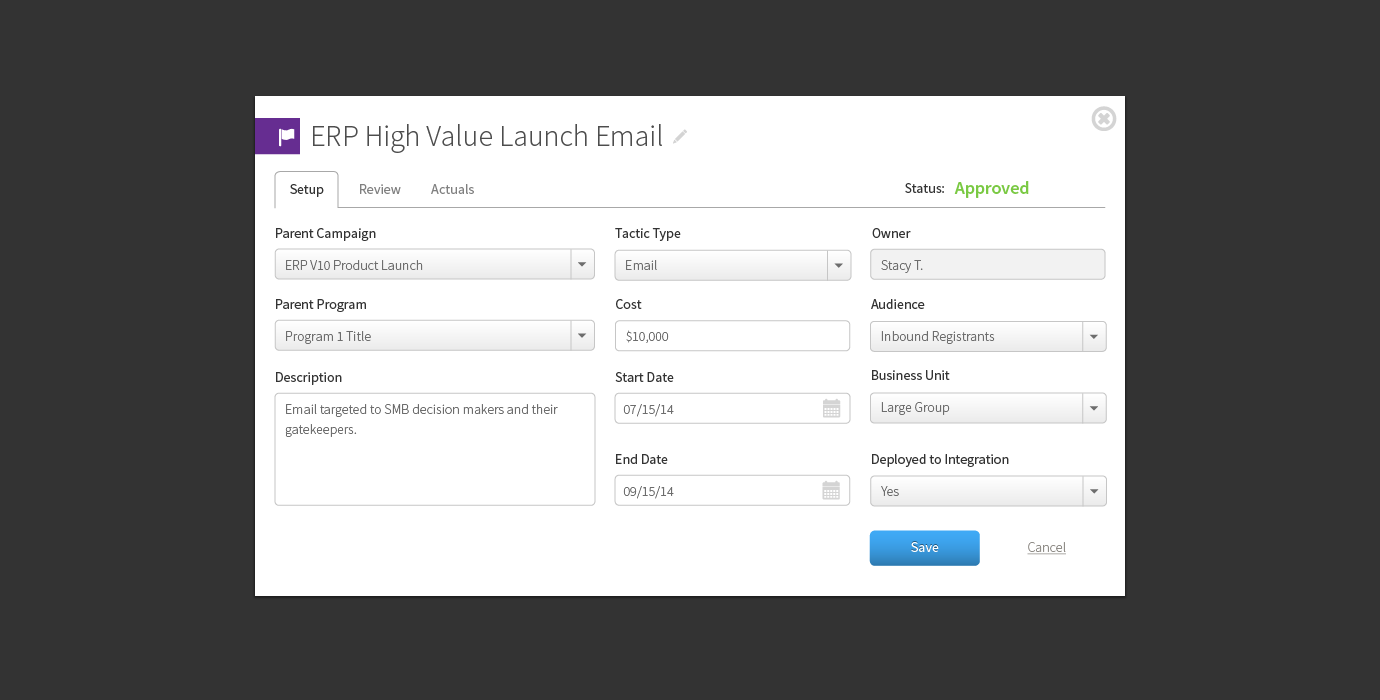 ERP High Value Launch Email
Setup Review Actuals Status: Approved
Parent Campaign Tactic Type Owner
ERP V10 Product Launch Email Stacy T.
Parent Program Cost Audience
Program 1 Title $10,000 Inbound Registrants
Description Start Date Business Unit
Email targeted to SMB decision makers and their 07/15/14 Large Group
gatekeepers.
End Date Deployed to Integration
09/15/14 Yes
Save Cancel